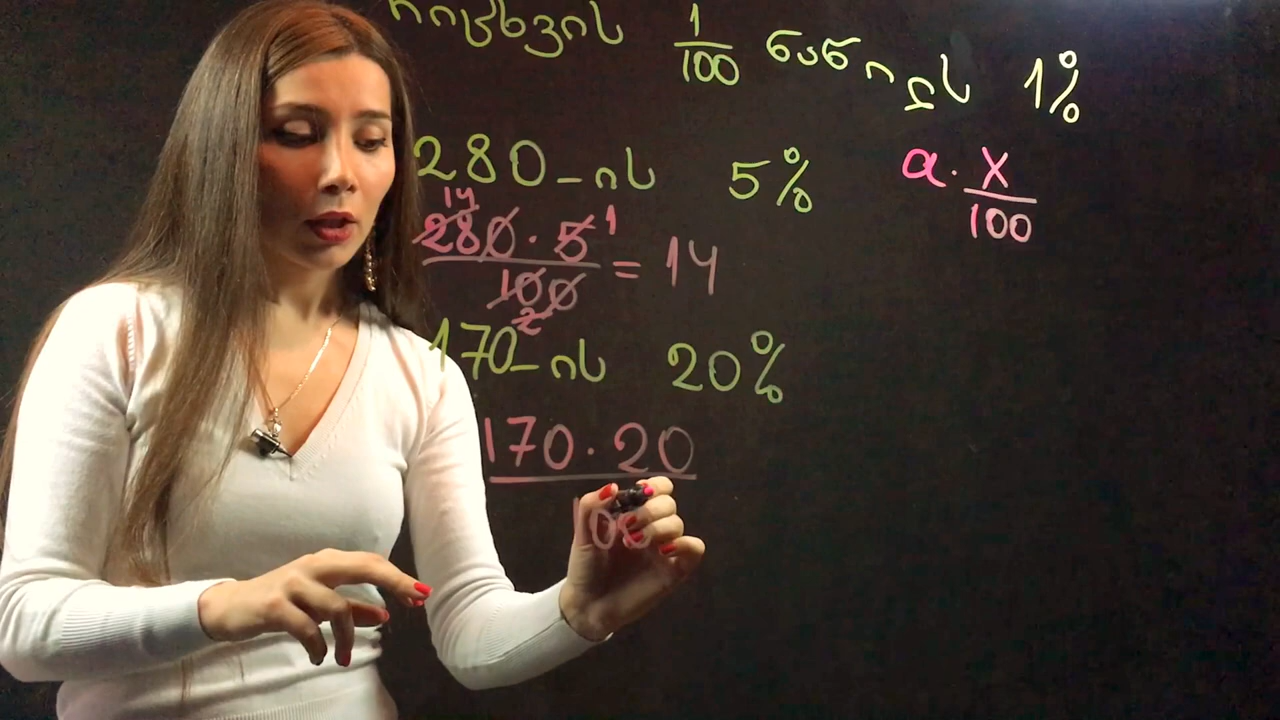 რიცხვის 1/100 ნაწილს 1%
280-ის 5%
a · x/100
280 · 5/100 = 14
14 1
2
170-ის 20%
170 · 20/100